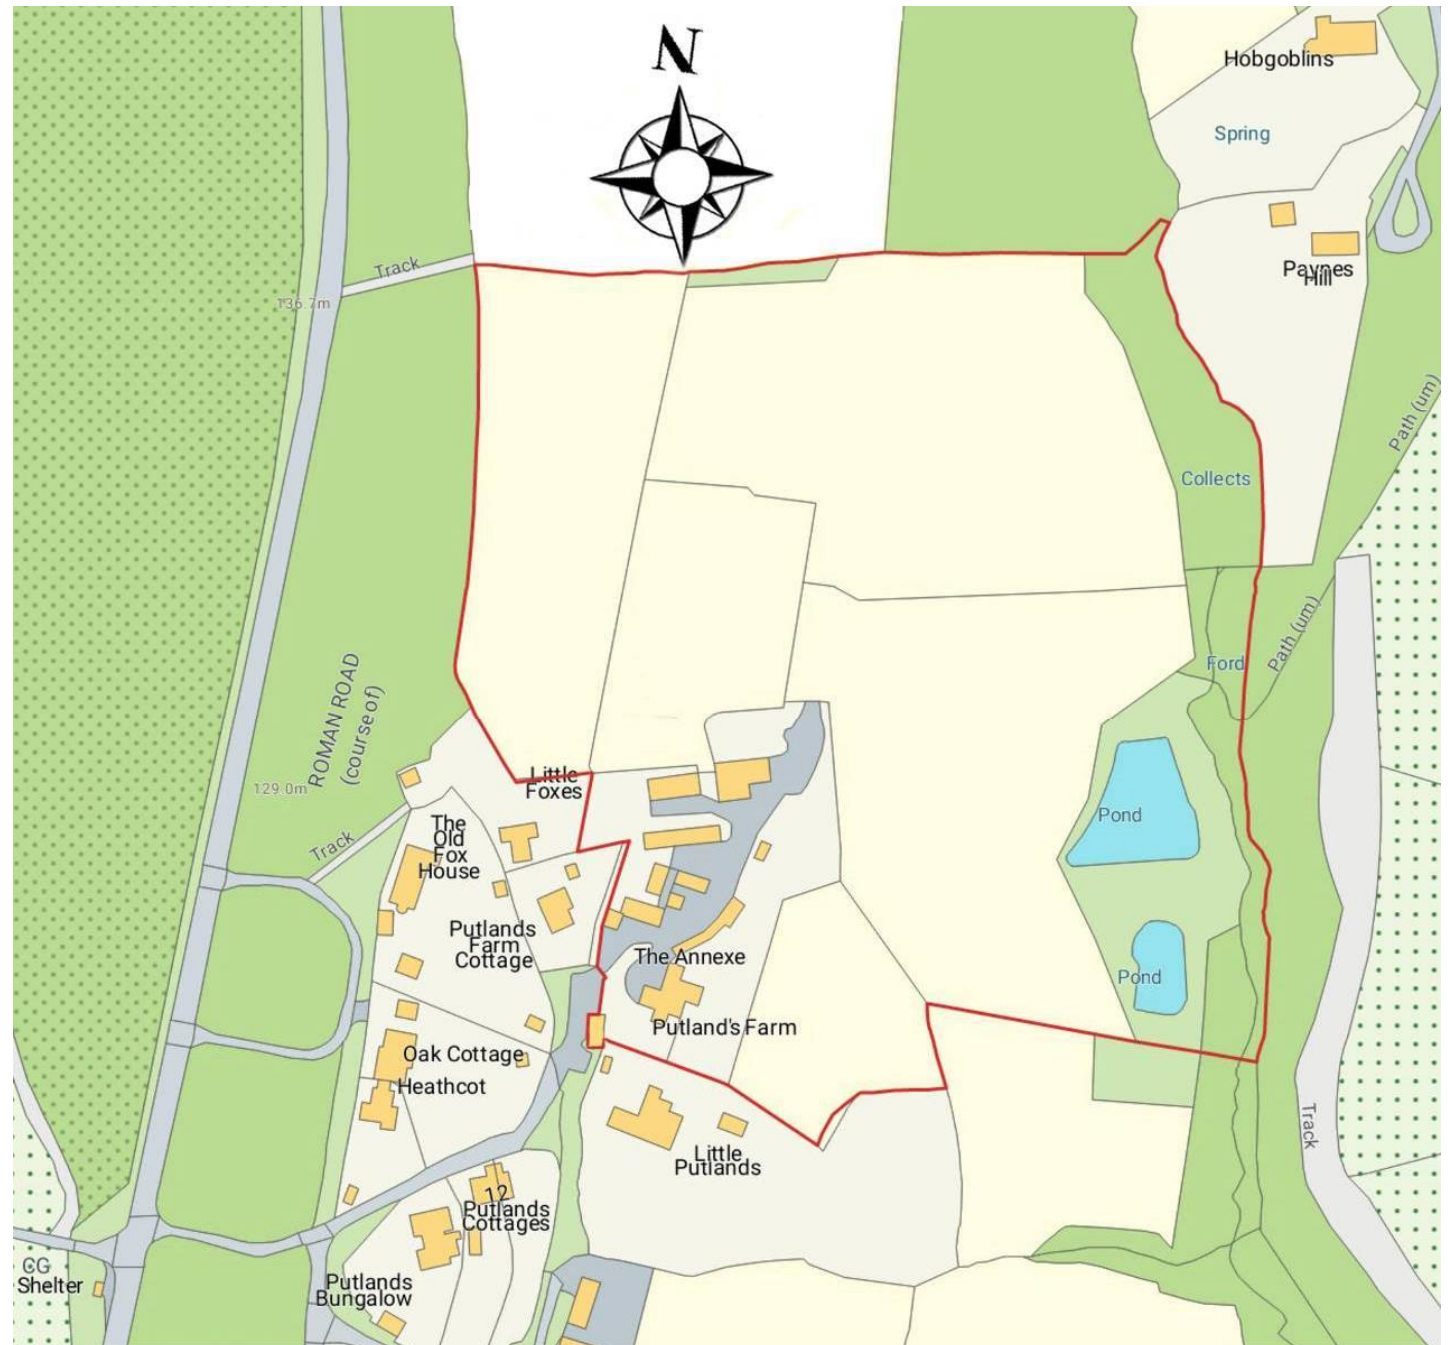 N
Hobgoblins
Spring
Track
136.7m
Paynes
Hill
Path (um)
Collects
ROMAN ROAD
(course of)
Ford
Path (um)
129.0m
Little
Foxes
Pond
Track
The
Old
Fox
House
Putlands
Farm
Cottage
The Annexe
Pond
Putland's Farm
Oak Cottage
Heathcot
Track
Little
Putlands
12
Putlands
Cottages
CG
Shelter
Putlands
Bungalow